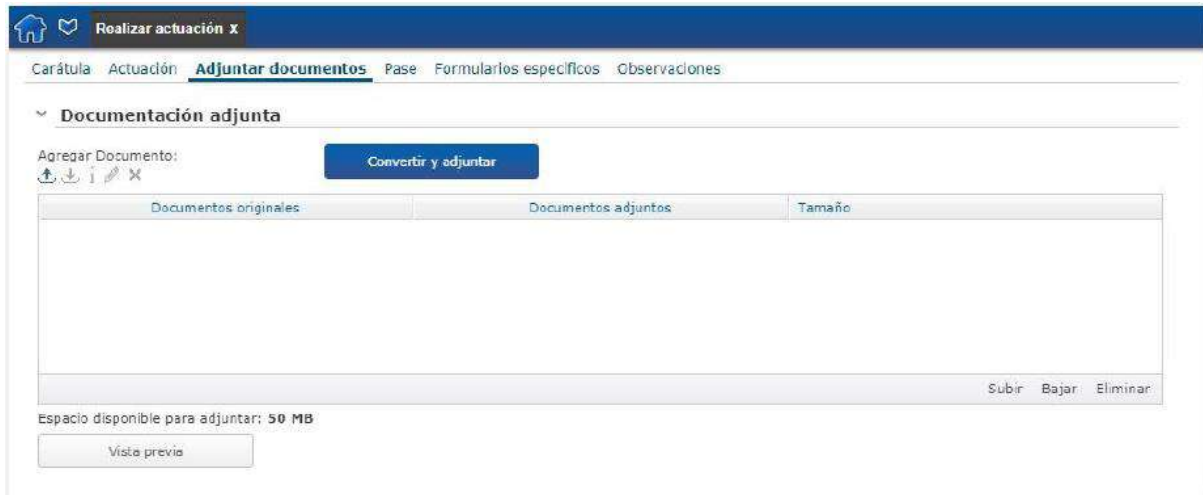 Realizar actuación x
Carátula Actuación Adjuntar documentos Pase Formularios específicos Observaciones
Documentación adjunta
Agregar Documento:
Convertir y adjuntar
Documentos originales Documentos adjuntos Tamaño
Subir Bajar Eliminar
Espacio disponible para adjuntar: 50 MB
Vista previa